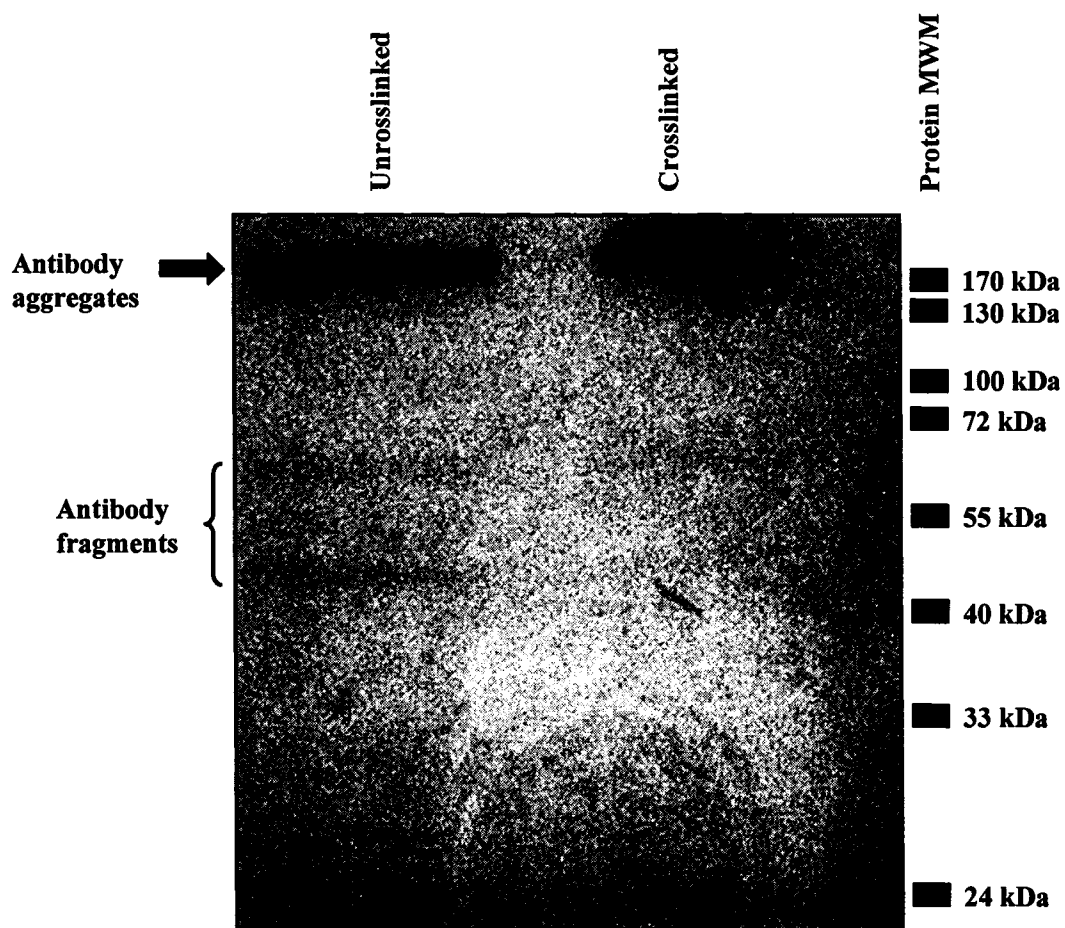 Unrosslinked
Crosslinked
Protein MWM
Antibody
aggregates
170 kDa
130 kDa
100 kDa
72 kDa
Antibody
fragments
55 kDa
40 kDa
33 kDa
24 kDa